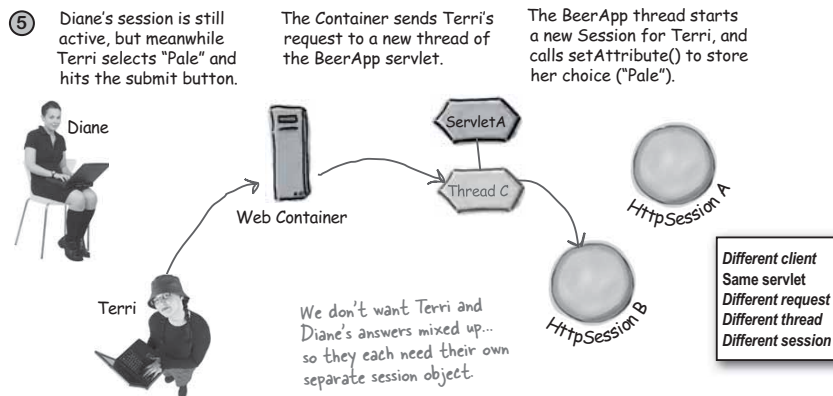 5
Diane's session is still
active, but meanwhile
Terri selects "Pale" and
hits the submit button.
The Container sends Terri's
request to a new thread of
the BeerApp servlet.
The BeerApp thread starts
a new Session for Terri, and
calls setAttribute() to store
her choice ("Pale").
Diane
Web Container
ServletA
Thread C
HttpSession A
HttpSession B
Terri
We don't want Terri and
Diane's answers mixed up...
so they each need their own
separate session object.
Different client
Same servlet
Different request
Different thread
Different session